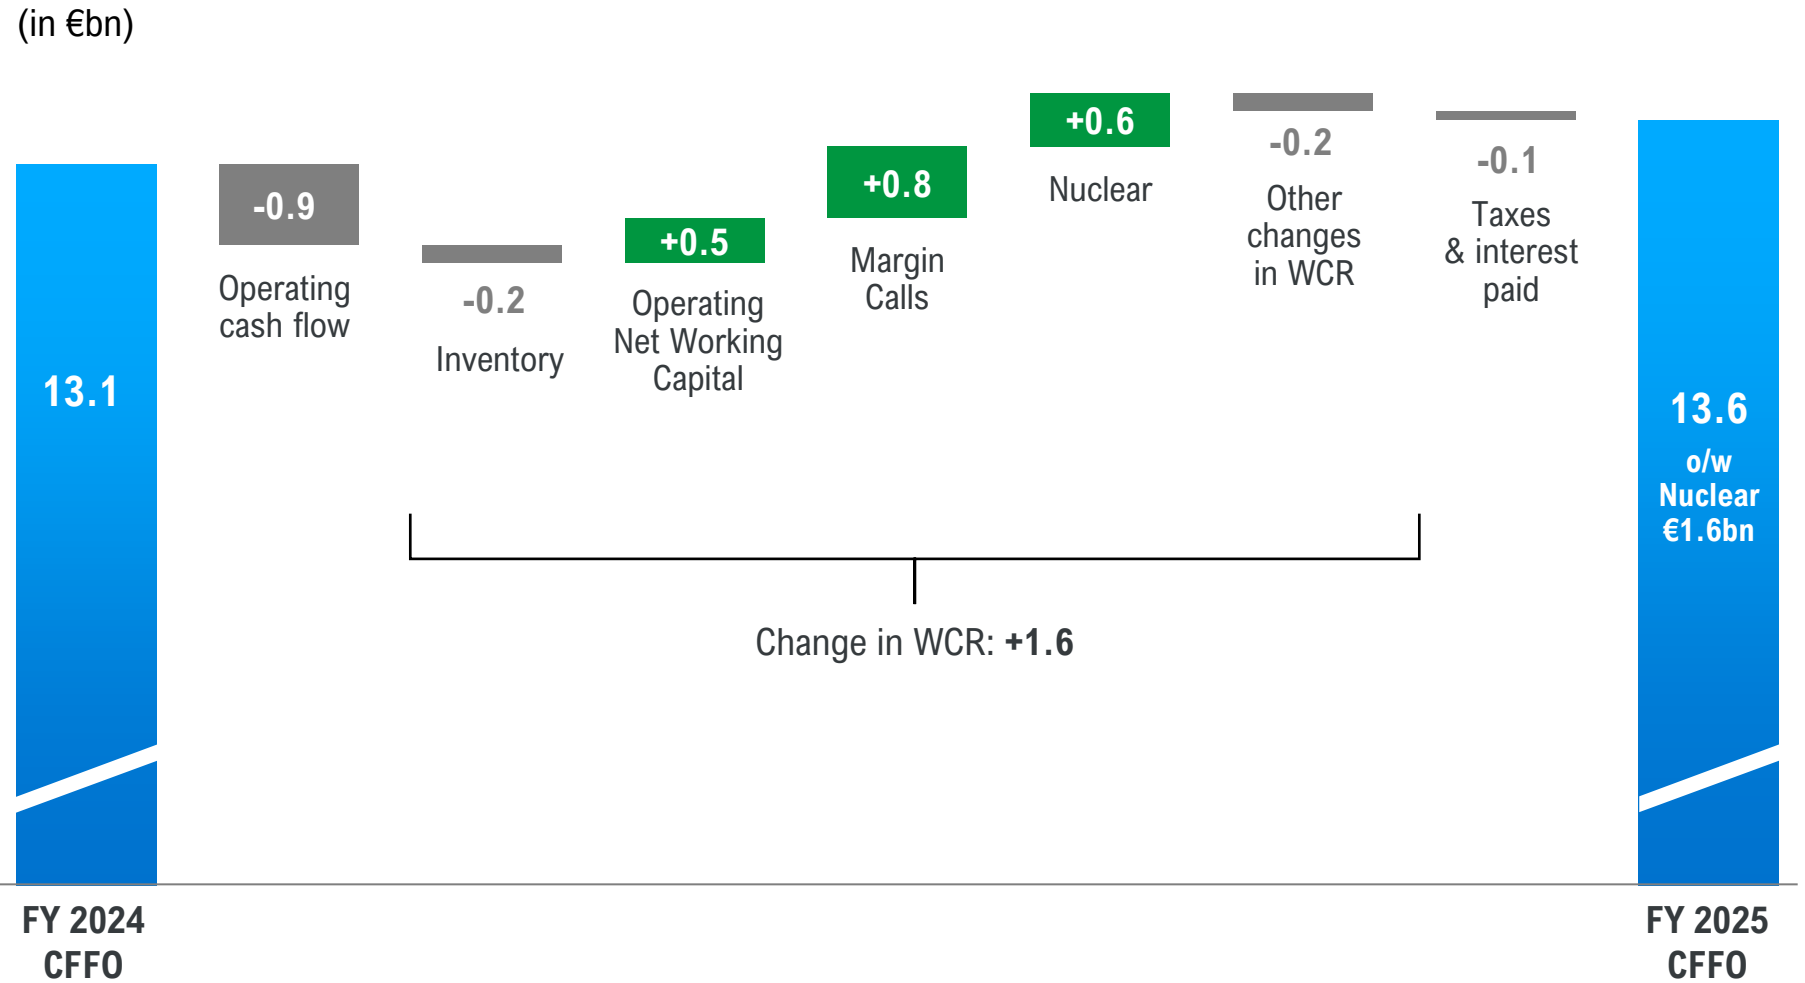 (in €bn)
13.1
FY 2024
CFFO
-0.9
Operating
cash flow
-0.2
Inventory
+0.5
Operating
Net Working
Capital
+0.8
Margin
Calls
+0.6
Nuclear
-0.2
Other
changes
in WCR
-0.1
Taxes
& interest
paid
Change in WCR: +1.6
13.6
o/w
Nuclear
€1.6bn
FY 2025
CFFO